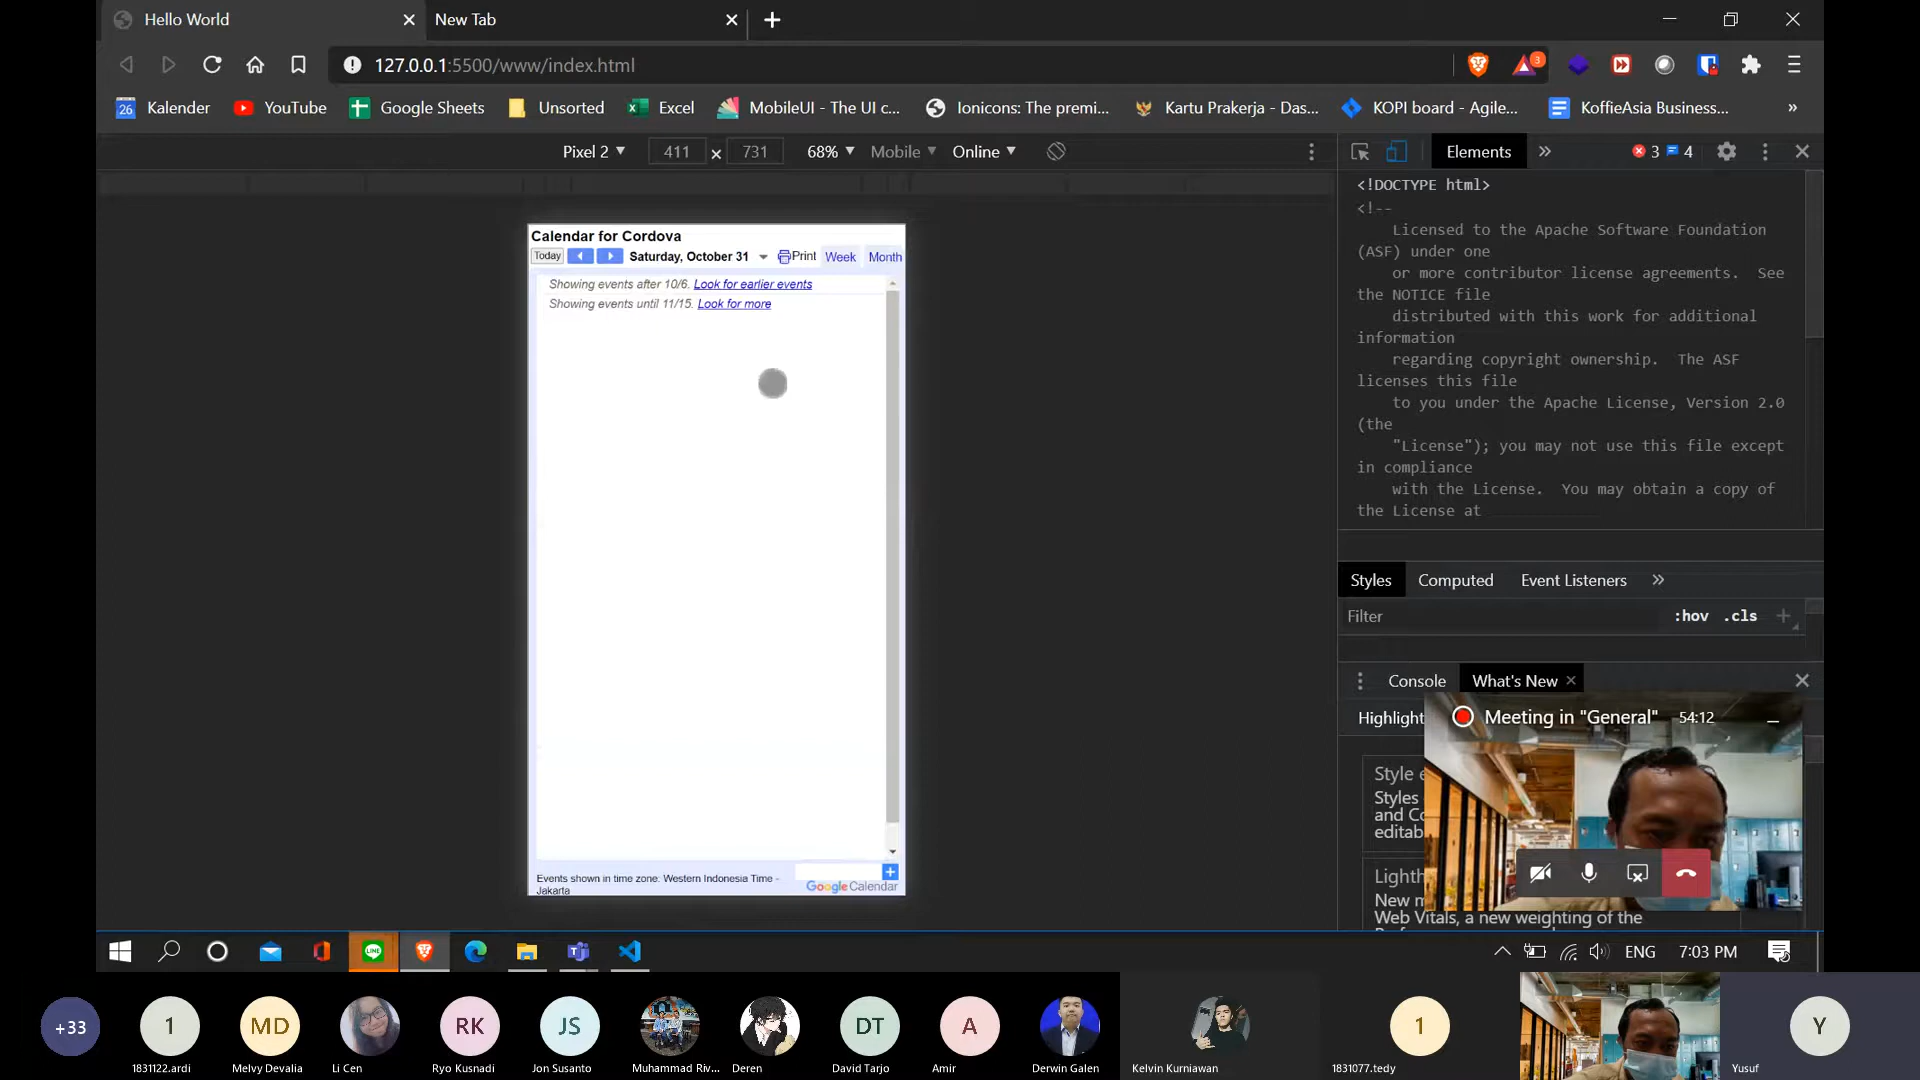 Hello World
New Tab
127.0.0.1:5500/www/index.html
3
26 Kalender
YouTube
Google Sheets
Unsorted
Excel
MobileUI - The UI c...
Ionicons: The premi...
Kartu Prakerja - Das...
KOPI board - Agile...
KoffieAsia Business...
»
Pixel 2
411 × 731
68%
Mobile
Online
Elements
»
3
4
Calendar for Cordova
Today
Saturday, October 31
Print
Week
Month
Showing events after 10/6. Look for earlier events
Showing events until 11/15. Look for more
Events shown in time zone: Western Indonesia Time -
Jakarta
Google Calendar
<!DOCTYPE html>
<!--
Licensed to the Apache Software Foundation
(ASF) under one
or more contributor license agreements.  See
the NOTICE file
distributed with this work for additional
information
regarding copyright ownership.  The ASF
licenses this file
to you under the Apache License, Version 2.0
(the
"License"); you may not use this file except
in compliance
with the License.  You may obtain a copy of
the License at
Styles
Computed
Event Listeners
»
Filter
:hov .cls +
Console
What's New
Highlight
Meeting in "General"
54:12
Style e
Styles
and Co
editab
Lighth
New m
Web Vitals, a new weighting of the
LINE
ENG
7:03 PM
+33
1
1831122.ardi
MD
Melvy Devalia
Li Cen
RK
Ryo Kusnadi
JS
Jon Susanto
Muhammad Riv...
Deren
DT
David Tarjo
A
Amir
Derwin Galen
Kelvin Kurniawan
1
1831077.tedy
Y
Yusuf